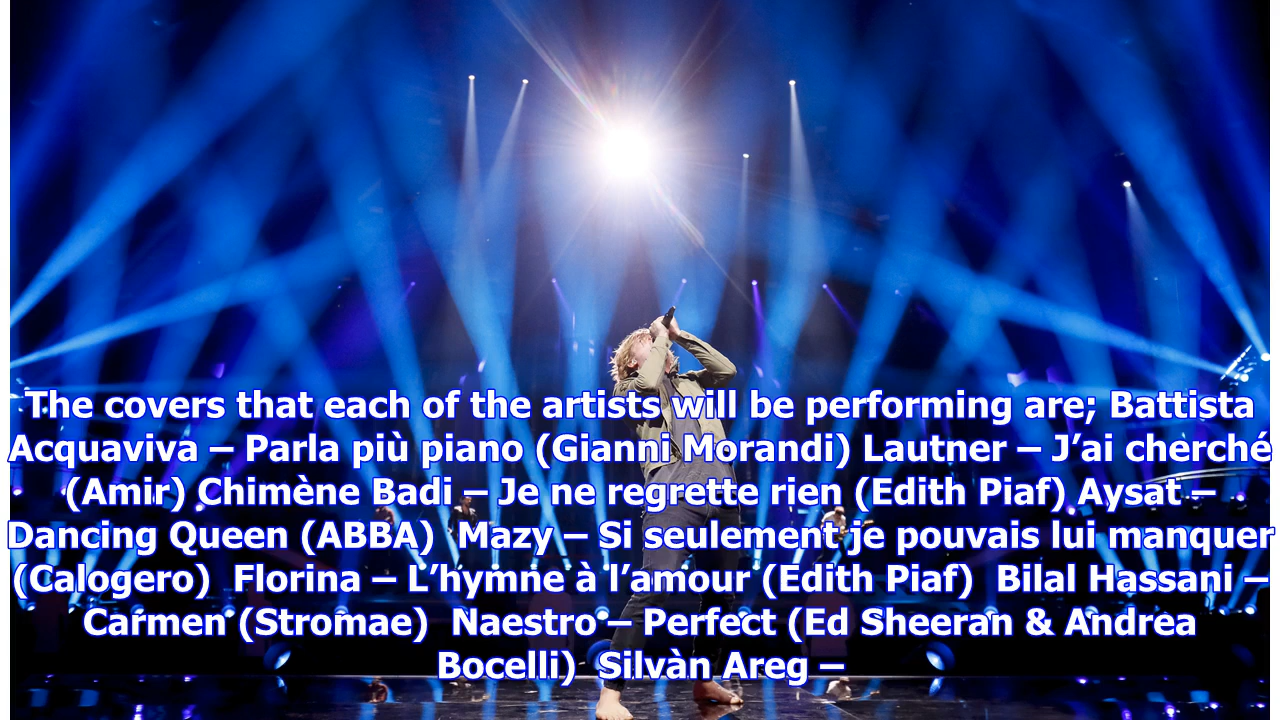 The covers that each of the artists will be performing are; Battista
Acquaviva – Parla più piano (Gianni Morandi) Lautner – J’ai cherché
(Amir) Chimène Badi – Je ne regrette rien (Edith Piaf) Aysat –
Dancing Queen (ABBA)  Mazy – Si seulement je pouvais lui manquer
(Calogero)  Florina – L’hymne à l’amour (Edith Piaf)  Bilal Hassani –
Carmen (Stromae)  Naestro – Perfect (Ed Sheeran & Andrea
Bocelli)  Silvàn Areg –